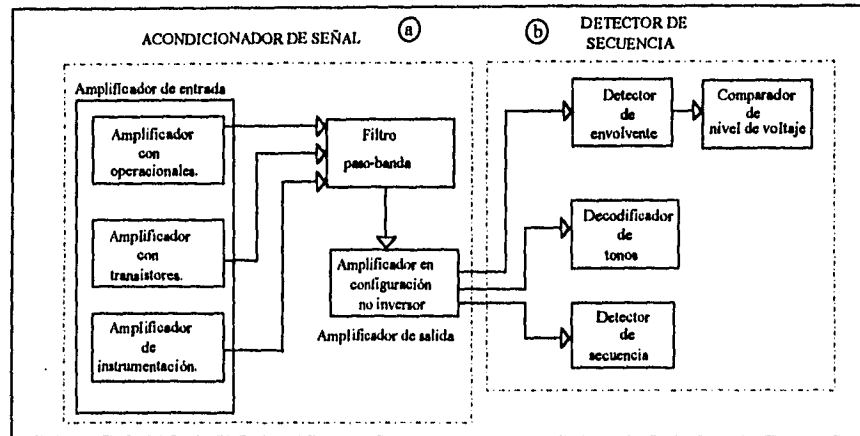 ACONDICIONADOR DE SEÑAL
a
b
DETECTOR DE
SECUENCIA
Amplificador de entrada
Amplificador
con
operacionales.
Amplificador
con
transistores.
Amplificador
de
instrumentación.
Filtro
paso-banda
Amplificador en
configuración
no inversor
Amplificador de salida
Detector
de
envolvente
Comparador
de
nivel de voltaje
Decodificador
de
tonos
Detector
de
secuencia